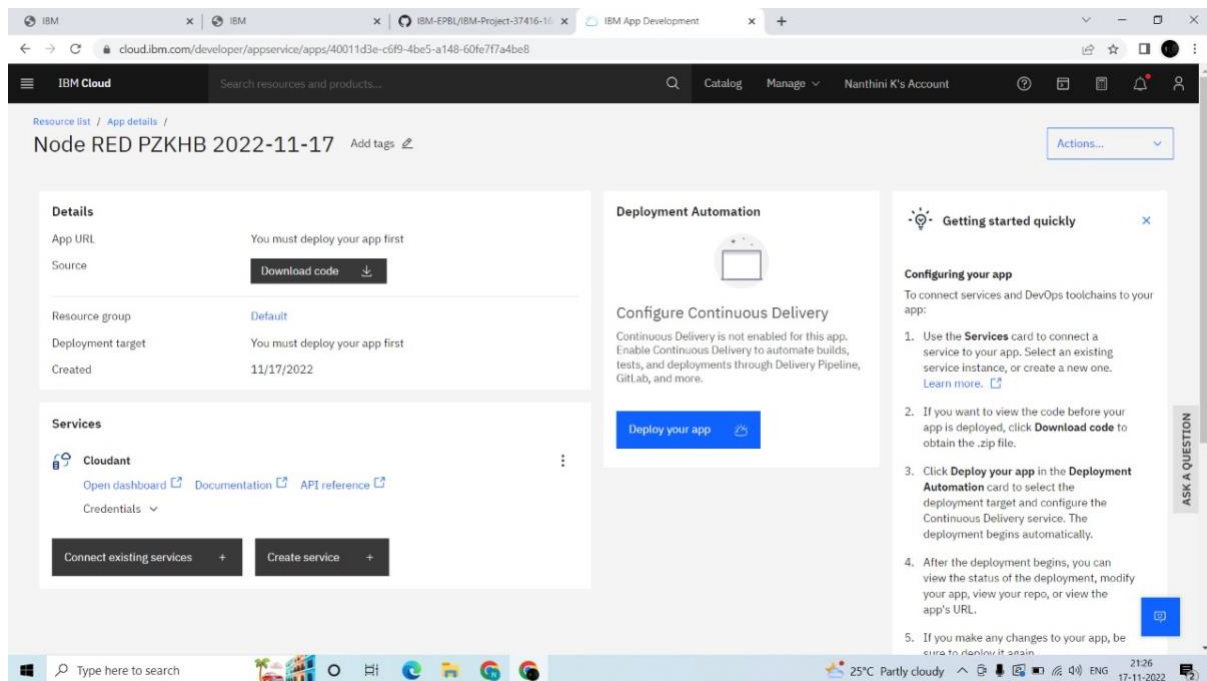 IBM
IBM
IBM-EPBL/IBM-Project-37416-16
IBM App Development
cloud.ibm.com/developer/appservice/apps/40011d3e-c6f9-4be5-a148-60fe7f7a4be8
IBM Cloud
Search resources and products...
Catalog
Manage
Nanthini K's Account
Resource list / App details /
Node RED PZKHB 2022-11-17
Add tags
Actions...
Details
App URL
You must deploy your app first
Source
Download code
Resource group
Default
Deployment target
You must deploy your app first
Created
11/17/2022
Services
Cloudant
Open dashboard
Documentation
API reference
Credentials
Connect existing services +
Create service +
Deployment Automation
Configure Continuous Delivery
Continuous Delivery is not enabled for this app.
Enable Continuous Delivery to automate builds,
tests, and deployments through Delivery Pipeline,
GitLab, and more.
Deploy your app
Getting started quickly
Configuring your app
To connect services and DevOps toolchains to your
app:
1. Use the Services card to connect a
service to your app. Select an existing
service instance, or create a new one.
Learn more.
2. If you want to view the code before your
app is deployed, click Download code to
obtain the .zip file.
3. Click Deploy your app in the Deployment
Automation card to select the
deployment target and configure the
Continuous Delivery service. The
deployment begins automatically.
4. After the deployment begins, you can
view the status of the deployment, modify
your app, view your repo, or view the
app's URL.
5. If you make any changes to your app, be
sure to deploy it again
ASK A QUESTION
Type here to search
25°C Partly cloudy
ENG
21:26
17-11-2022
2